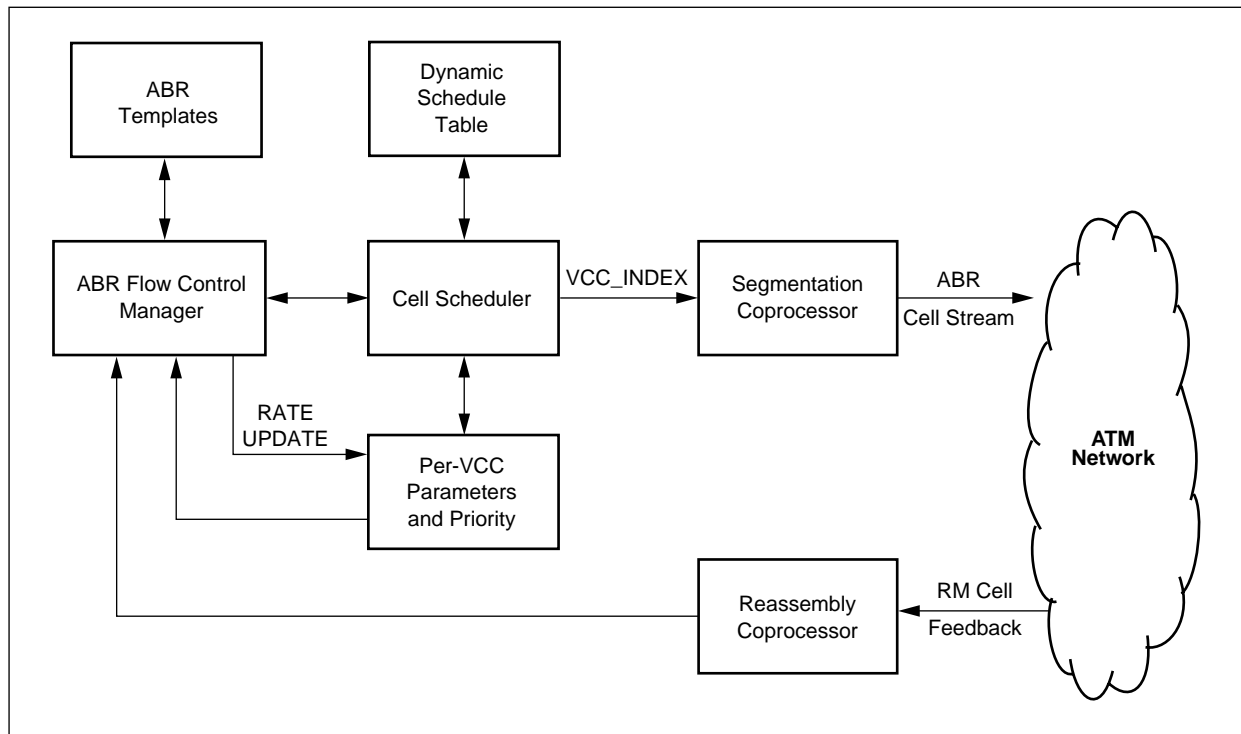 ABR
Templates
Dynamic
Schedule
Table
ABR Flow Control
Manager
Cell Scheduler
VCC_INDEX
Segmentation
Coprocessor
ABR
Cell Stream
RATE
UPDATE
Per-VCC
Parameters
and Priority
ATM
Network
Reassembly
Coprocessor
RM Cell
Feedback